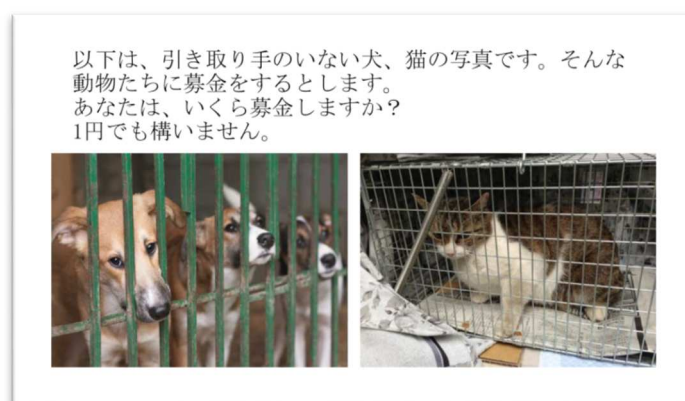 以下は、引き取り手のいない犬、猫の写真です。そんな
動物たちに募金をするとします。
あなたは、いくら募金しますか？
1円でも構いません。